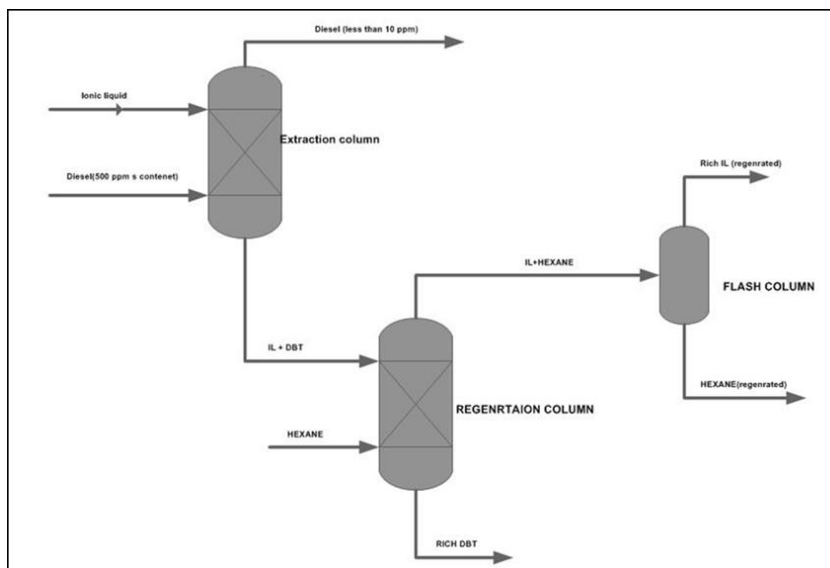 Diesel (less than 10 ppm)
Ionic liquid
Extraction column
Diesel(500 ppm s contenet)
Rich IL (regenrated)
IL+HEXANE
FLASH COLUMN
IL + DBT
HEXANE(regenrated)
REGENRTAION COLUMN
HEXANE
RICH DBT